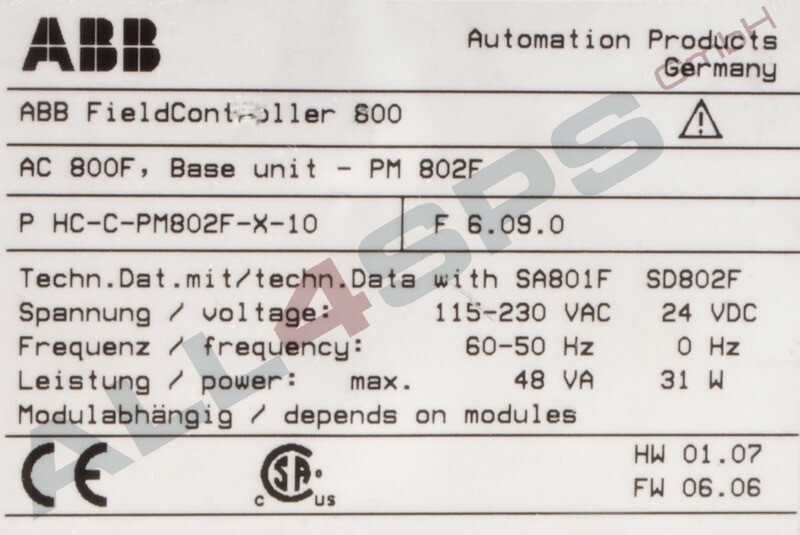 ABB
Automation Products
Germany
ABB FieldController 800
AC 800F, Base unit - PM 802F
P HC-C-PM802F-X-10 F 6.09.0
Techn.Dat.mit/techn.Data with SA801F SD802F
Spannung / voltage: 115-230 VAC 24 VDC
Frequenz / frequency: 60-50 Hz 0 Hz
Leistung / power: max. 48 VA 31 W
Modulabhängig / depends on modules
CE
C SA US
HW 01.07
FW 06.06
ALL4SPS GmbH